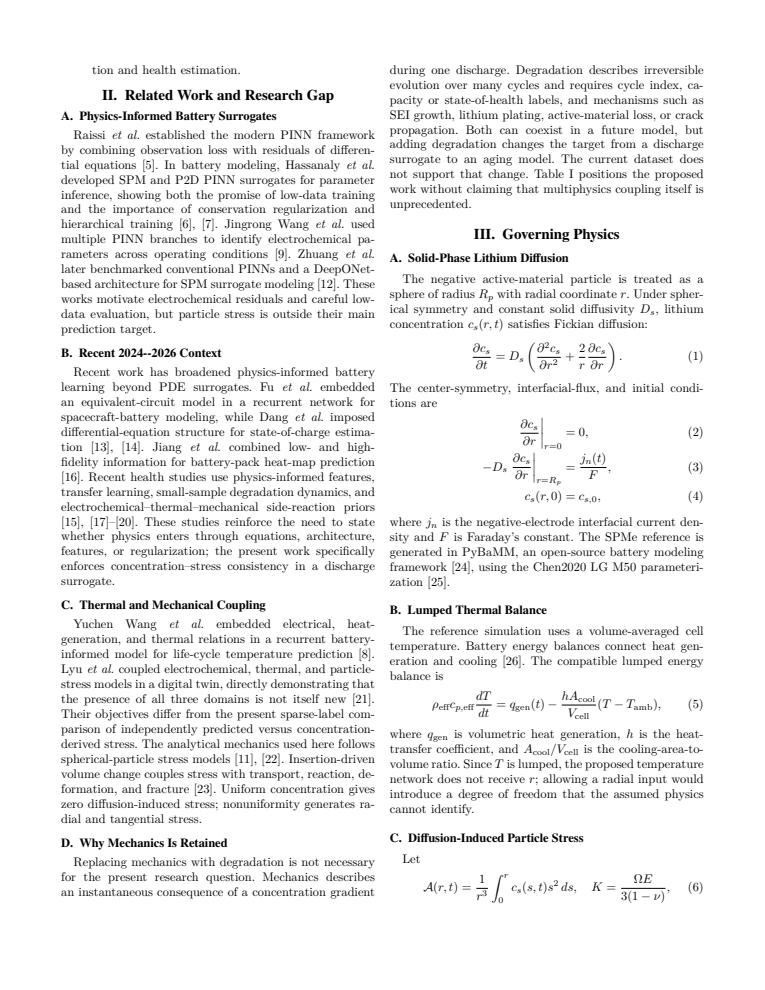 tion and health estimation.
II. Related Work and Research Gap
A. Physics-Informed Battery Surrogates
Raissi et al. established the modern PINN framework
by combining observation loss with residuals of differen-
tial equations [5]. In battery modeling, Hassanaly et al.
developed SPM and P2D PINN surrogates for parameter
inference, showing both the promise of low-data training
and the importance of conservation regularization and
hierarchical training [6], [7]. Jingrong Wang et al. used
multiple PINN branches to identify electrochemical pa-
rameters across operating conditions [9]. Zhuang et al.
later benchmarked conventional PINNs and a DeepONet-
based architecture for SPM surrogate modeling [12]. These
works motivate electrochemical residuals and careful low-
data evaluation, but particle stress is outside their main
prediction target.
B. Recent 2024--2026 Context
Recent work has broadened physics-informed battery
learning beyond PDE surrogates. Fu et al. embedded
an equivalent-circuit model in a recurrent network for
spacecraft-battery modeling, while Dang et al. imposed
differential-equation structure for state-of-charge estima-
tion [13], [14]. Jiang et al. combined low- and high-
fidelity information for battery-pack heat-map prediction
[16]. Recent health studies use physics-informed features,
transfer learning, small-sample degradation dynamics, and
electrochemical–thermal–mechanical side-reaction priors
[15], [17]–[20]. These studies reinforce the need to state
whether physics enters through equations, architecture,
features, or regularization; the present work specifically
enforces concentration–stress consistency in a discharge
surrogate.
C. Thermal and Mechanical Coupling
Yuchen Wang et al. embedded electrical, heat-
generation, and thermal relations in a recurrent battery-
informed model for life-cycle temperature prediction [8].
Lyu et al. coupled electrochemical, thermal, and particle-
stress models in a digital twin, directly demonstrating that
the presence of all three domains is not itself new [21].
Their objectives differ from the present sparse-label com-
parison of independently predicted versus concentration-
derived stress. The analytical mechanics used here follows
spherical-particle stress models [11], [22]. Insertion-driven
volume change couples stress with transport, reaction, de-
formation, and fracture [23]. Uniform concentration gives
zero diffusion-induced stress; nonuniformity generates ra-
dial and tangential stress.
D. Why Mechanics Is Retained
Replacing mechanics with degradation is not necessary
for the present research question. Mechanics describes
an instantaneous consequence of a concentration gradient
during one discharge. Degradation describes irreversible
evolution over many cycles and requires cycle index, ca-
pacity or state-of-health labels, and mechanisms such as
SEI growth, lithium plating, active-material loss, or crack
propagation. Both can coexist in a future model, but
adding degradation changes the target from a discharge
surrogate to an aging model. The current dataset does
not support that change. Table I positions the proposed
work without claiming that multiphysics coupling itself is
unprecedented.
III. Governing Physics
A. Solid-Phase Lithium Diffusion
The negative active-material particle is treated as a
sphere of radius R_p with radial coordinate r. Under spher-
ical symmetry and constant solid diffusivity D_s, lithium
concentration c_s(r, t) satisfies Fickian diffusion:
∂c_s/∂t = D_s (∂²c_s/∂r² + 2/r ∂c_s/∂r). (1)
The center-symmetry, interfacial-flux, and initial condi-
tions are
∂c_s/∂r |_{r=0} = 0, (2)
−D_s ∂c_s/∂r |_{r=R_p} = j_n(t)/F, (3)
c_s(r, 0) = c_{s,0}, (4)
where j_n is the negative-electrode interfacial current den-
sity and F is Faraday's constant. The SPMe reference is
generated in PyBaMM, an open-source battery modeling
framework [24], using the Chen2020 LG M50 parameteri-
zation [25].
B. Lumped Thermal Balance
The reference simulation uses a volume-averaged cell
temperature. Battery energy balances connect heat gen-
eration and cooling [26]. The compatible lumped energy
balance is
ρ_eff c_{p,eff} dT/dt = q_gen(t) − hA_cool/V_cell (T − T_amb), (5)
where q_gen is volumetric heat generation, h is the heat-
transfer coefficient, and A_cool/V_cell is the cooling-area-to-
volume ratio. Since T is lumped, the proposed temperature
network does not receive r; allowing a radial input would
introduce a degree of freedom that the assumed physics
cannot identify.
C. Diffusion-Induced Particle Stress
Let
𝒜(r, t) = 1/r³ ∫₀^r c_s(s, t)s² ds, K = ΩE/3(1 − ν), (6)